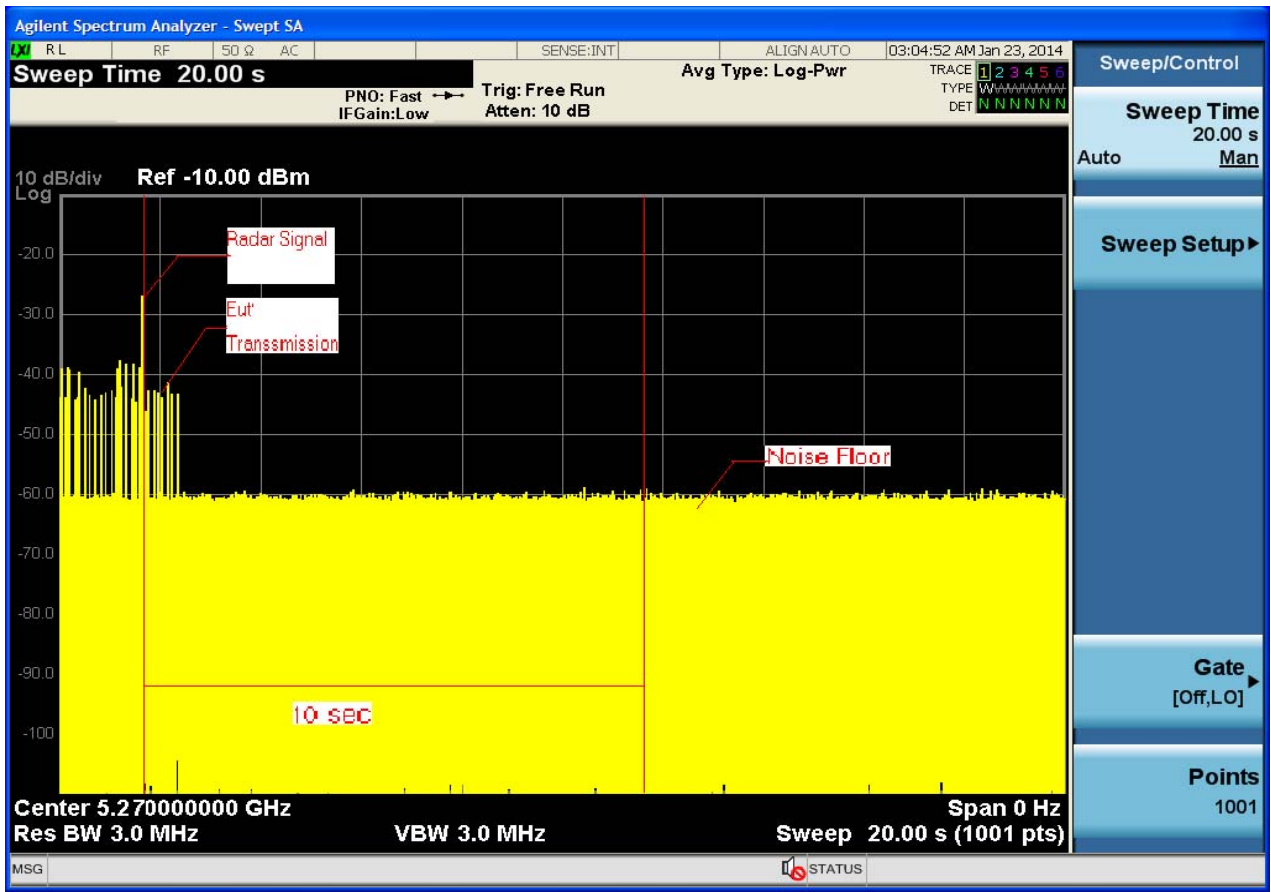 Agilent Spectrum Analyzer - Swept SA
LXI RL RF 50 Ω AC SENSE:INT ALIGN AUTO 03:04:52 AM Jan 23, 2014
Sweep Time 20.00 s
PNO: Fast
IFGain:Low
Trig: Free Run
Atten: 10 dB
Avg Type: Log-Pwr
TRACE 1 2 3 4 5 6
TYPE WWWWWW
DET N N N N N N
10 dB/div
Log
Ref -10.00 dBm
Radar Signal
Eut'
Transsmission
Noise Floor
10 sec
-20.0
-30.0
-40.0
-50.0
-60.0
-70.0
-80.0
-90.0
-100
Center 5.270000000 GHz
Span 0 Hz
Res BW 3.0 MHz
VBW 3.0 MHz
Sweep 20.00 s (1001 pts)
MSG
STATUS
Sweep/Control
Sweep Time
20.00 s
Auto Man
Sweep Setup
Gate
[Off,LO]
Points
1001